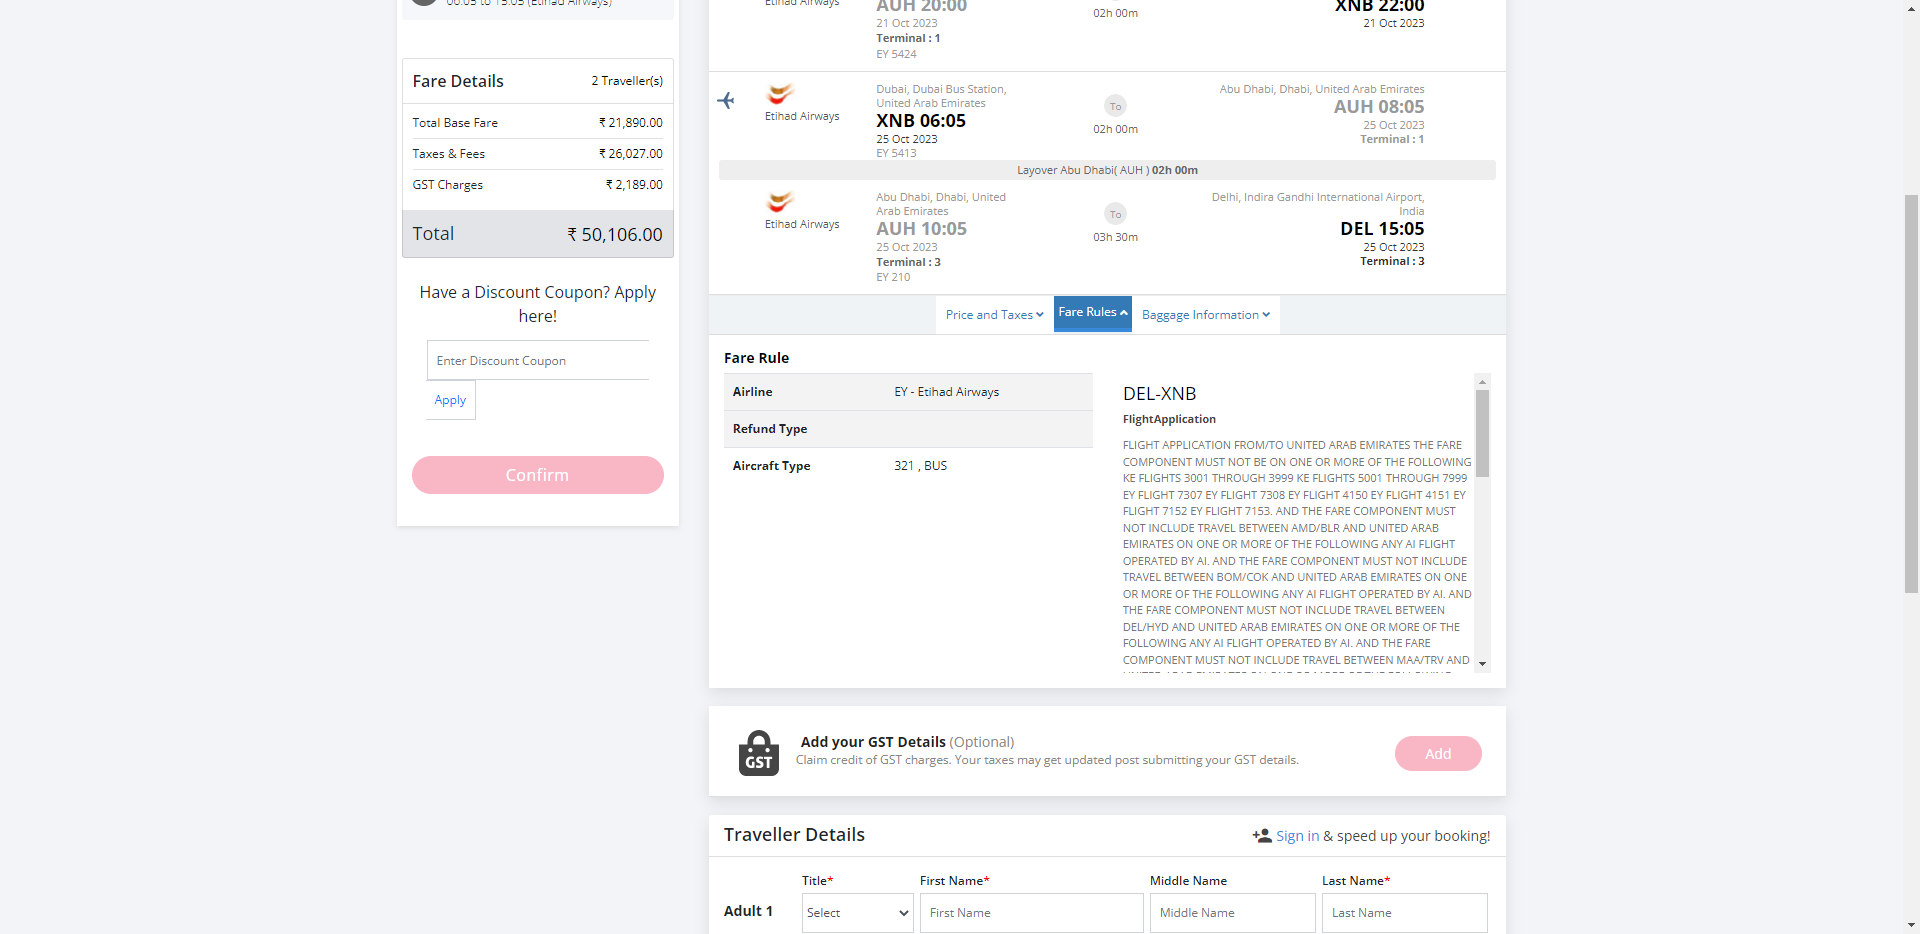 06:05 to 15:05 (Etihad Airways)
Fare Details
2 Traveller(s)
Total Base Fare
₹ 21,890.00
Taxes & Fees
₹ 26,027.00
GST Charges
₹ 2,189.00
Total
₹ 50,106.00
Have a Discount Coupon? Apply
here!
Enter Discount Coupon
Apply
Confirm
Etihad Airways
AUH 20:00
21 Oct 2023
Terminal : 1
EY 5424
02h 00m
XNB 22:00
21 Oct 2023
Etihad Airways
Dubai, Dubai Bus Station,
United Arab Emirates
XNB 06:05
25 Oct 2023
EY 5413
To
02h 00m
Abu Dhabi, Dhabi, United Arab Emirates
AUH 08:05
25 Oct 2023
Terminal : 1
Layover Abu Dhabi( AUH ) 02h 00m
Etihad Airways
Abu Dhabi, Dhabi, United
Arab Emirates
AUH 10:05
25 Oct 2023
Terminal : 3
EY 210
To
03h 30m
Delhi, Indira Gandhi International Airport,
India
DEL 15:05
25 Oct 2023
Terminal : 3
Price and Taxes
Fare Rules
Baggage Information
Fare Rule
Airline
EY - Etihad Airways
Refund Type
Aircraft Type
321 , BUS
DEL-XNB
FlightApplication
FLIGHT APPLICATION FROM/TO UNITED ARAB EMIRATES THE FARE
COMPONENT MUST NOT BE ON ONE OR MORE OF THE FOLLOWING
KE FLIGHTS 3001 THROUGH 3999 KE FLIGHTS 5001 THROUGH 7999
EY FLIGHT 7307 EY FLIGHT 7308 EY FLIGHT 4150 EY FLIGHT 4151 EY
FLIGHT 7152 EY FLIGHT 7153. AND THE FARE COMPONENT MUST
NOT INCLUDE TRAVEL BETWEEN AMD/BLR AND UNITED ARAB
EMIRATES ON ONE OR MORE OF THE FOLLOWING ANY AI FLIGHT
OPERATED BY AI. AND THE FARE COMPONENT MUST NOT INCLUDE
TRAVEL BETWEEN BOM/COK AND UNITED ARAB EMIRATES ON ONE
OR MORE OF THE FOLLOWING ANY AI FLIGHT OPERATED BY AI. AND
THE FARE COMPONENT MUST NOT INCLUDE TRAVEL BETWEEN
DEL/HYD AND UNITED ARAB EMIRATES ON ONE OR MORE OF THE
FOLLOWING ANY AI FLIGHT OPERATED BY AI. AND THE FARE
COMPONENT MUST NOT INCLUDE TRAVEL BETWEEN MAA/TRV AND
GST
Add your GST Details (Optional)
Claim credit of GST charges. Your taxes may get updated post submitting your GST details.
Add
Traveller Details
Sign in & speed up your booking!
Title*
First Name*
Middle Name
Last Name*
Adult 1
Select
First Name
Middle Name
Last Name